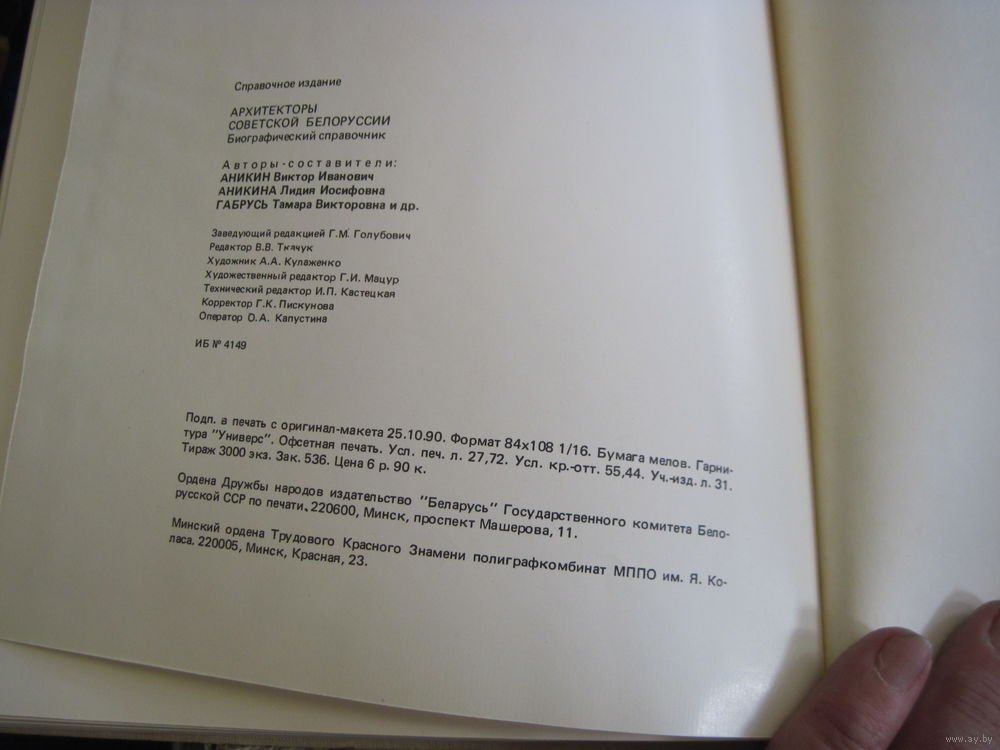 Справочное издание
АРХИТЕКТОРЫ
СОВЕТСКОЙ БЕЛОРУССИИ
Биографический справочник
Авторы-составители:
АНИКИН Виктор Иванович
АНИКИНА Лидия Иосифовна
ГАБРУСЬ Тамара Викторовна и др.
Заведующий редакцией Г.М. Голубович
Редактор В.В. Ткачук
Художник А.А. Кулаженко
Художественный редактор Г.И. Мацур
Технический редактор И.П. Кастецкая
Корректор Г.К. Пискунова
Оператор О.А. Капустина
ИБ № 4149
Подп. в печать с оригинал-макета 25.10.90. Формат 84х108 1/16. Бумага мелов. Гарни-
тура "Универс". Офсетная печать. Усл. печ. л. 27,72. Усл. кр.-отт. 55,44. Уч.-изд. л. 31.
Тираж 3000 экз. Зак. 536. Цена 6 р. 90 к.
Ордена Дружбы народов издательство "Беларусь" Государственного комитета Бело-
русской ССР по печати. 220600, Минск, проспект Машерова, 11.
Минский ордена Трудового Красного Знамени полиграфкомбинат МППО им. Я. Ко-
ласа. 220005, Минск, Красная, 23.
www.ay.by